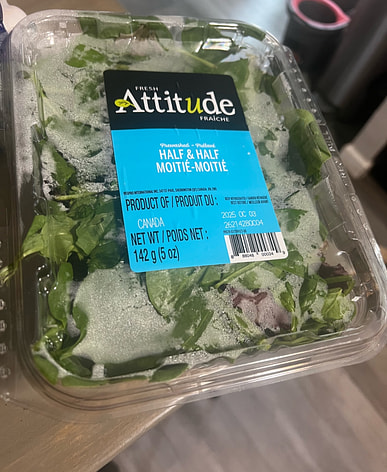 FRESH
Attitude
FRAÎCHE
Prewashed - Prélavé
HALF & HALF
MOITIÉ-MOITIÉ
PRODUCT OF / PRODUIT DU :
CANADA
2025 OC 03
NET WT / POIDS NET :
142 g (5 oz)